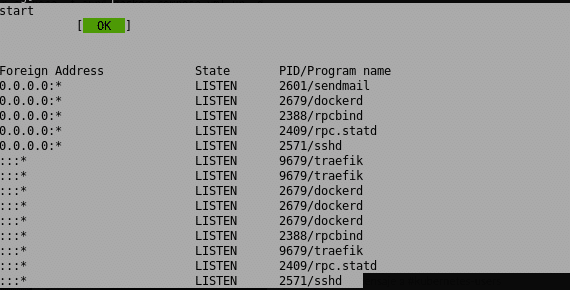 start
[ OK ]
Foreign Address State PID/Program name
0.0.0.0:* LISTEN 2601/sendmail
0.0.0.0:* LISTEN 2679/dockerd
0.0.0.0:* LISTEN 2388/rpcbind
0.0.0.0:* LISTEN 2409/rpc.statd
0.0.0.0:* LISTEN 2571/sshd
:::* LISTEN 9679/traefik
:::* LISTEN 9679/traefik
:::* LISTEN 2679/dockerd
:::* LISTEN 2679/dockerd
:::* LISTEN 2679/dockerd
:::* LISTEN 2388/rpcbind
:::* LISTEN 9679/traefik
:::* LISTEN 2409/rpc.statd
:::* LISTEN 2571/sshd